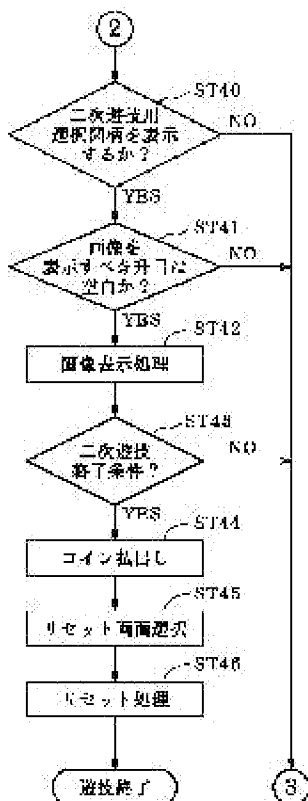 2
ST40
二次遊技用
選択図柄を表示
するか？
NO
YES
ST41
画像を
表示すべき升目は
空白か？
NO
YES
ST42
画像表示処理
ST43
二次遊技
終了条件？
NO
YES
ST44
コイン払出し
ST45
リセット画面選択
ST46
リセット処理
遊技終了
3